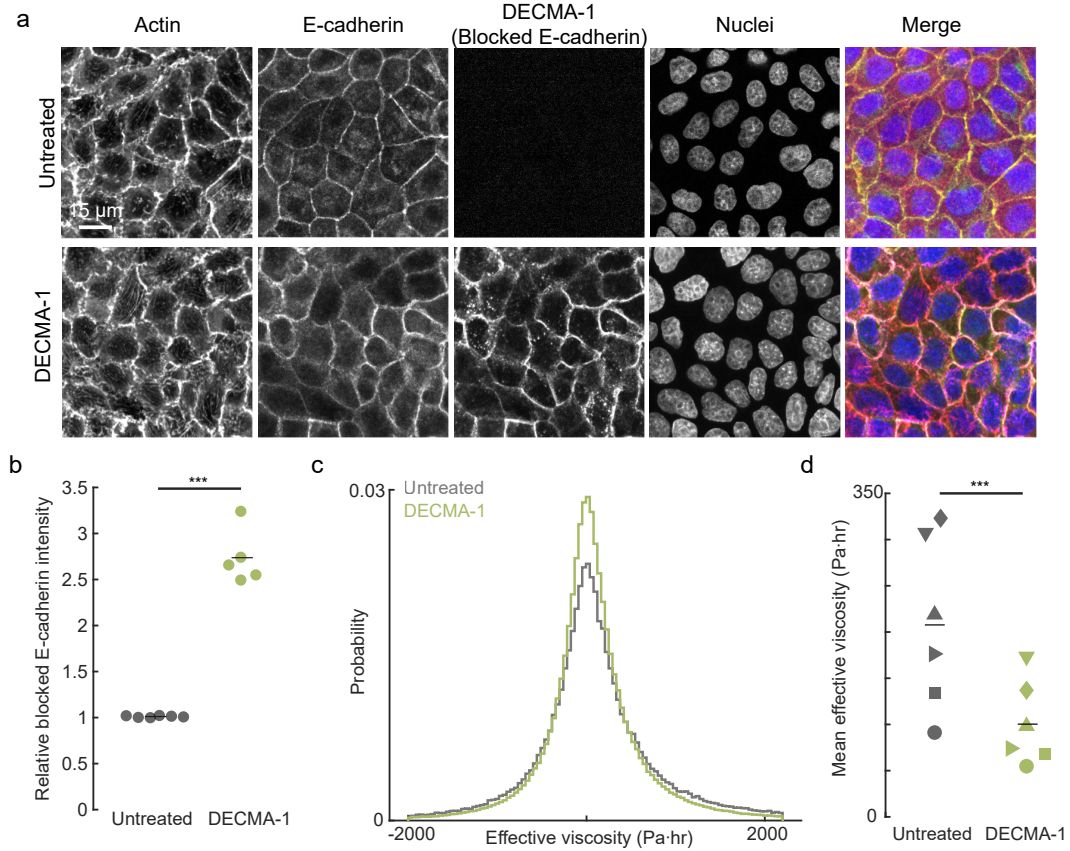 a
Actin
E-cadherin
DECMA-1
(Blocked E-cadherin)
Nuclei
Merge
Untreated
15 µm
DECMA-1
b
Relative blocked E-cadherin intensity
3.5
3
2.5
2
1.5
1
0.5
0
***
Untreated
DECMA-1
c
Probability
0.03
0
Untreated
DECMA-1
-2000
Effective viscosity (Pa·hr)
2000
d
Mean effective viscosity (Pa·hr)
350
0
***
Untreated
DECMA-1